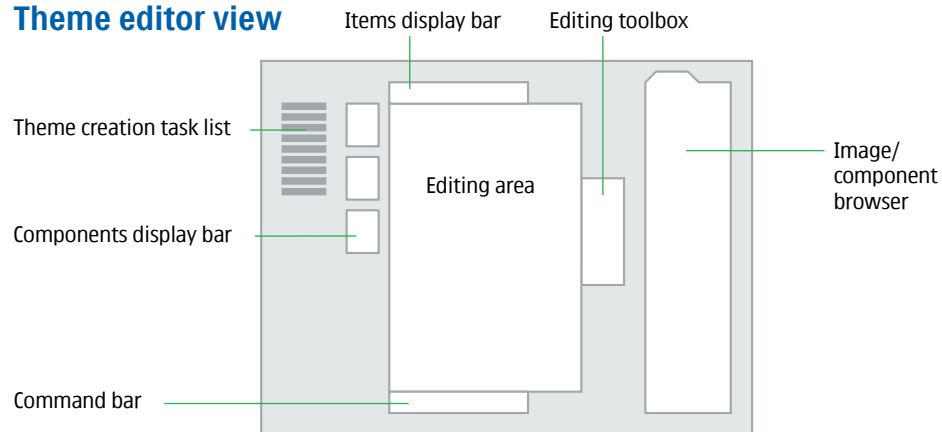 Theme editor view
Items display bar
Editing toolbox
Theme creation task list
Editing area
Image/
component
browser
Components display bar
Command bar